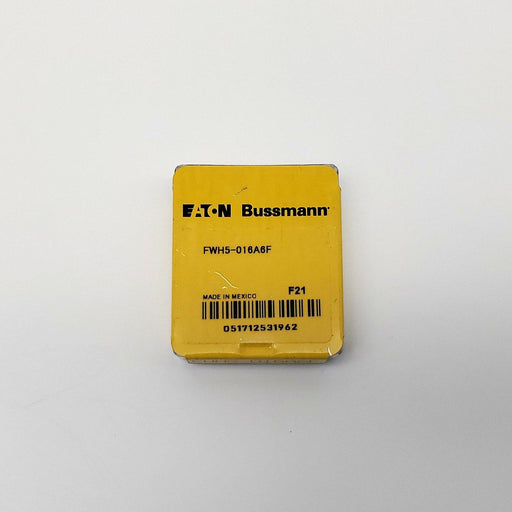 EATON Bussmann
FWH5-016A6F
F21
MADE IN MEXICO
051712531962